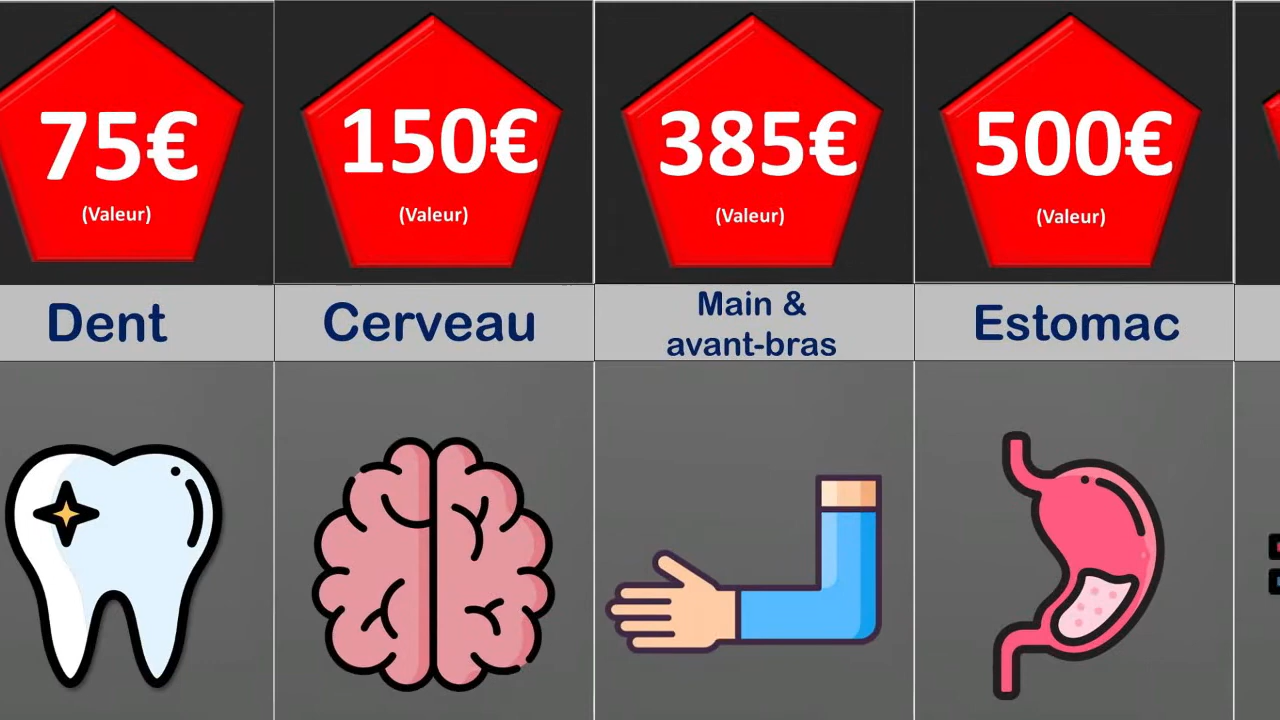 75€
(Valeur)
Dent
150€
(Valeur)
Cerveau
385€
(Valeur)
Main &
avant-bras
500€
(Valeur)
Estomac